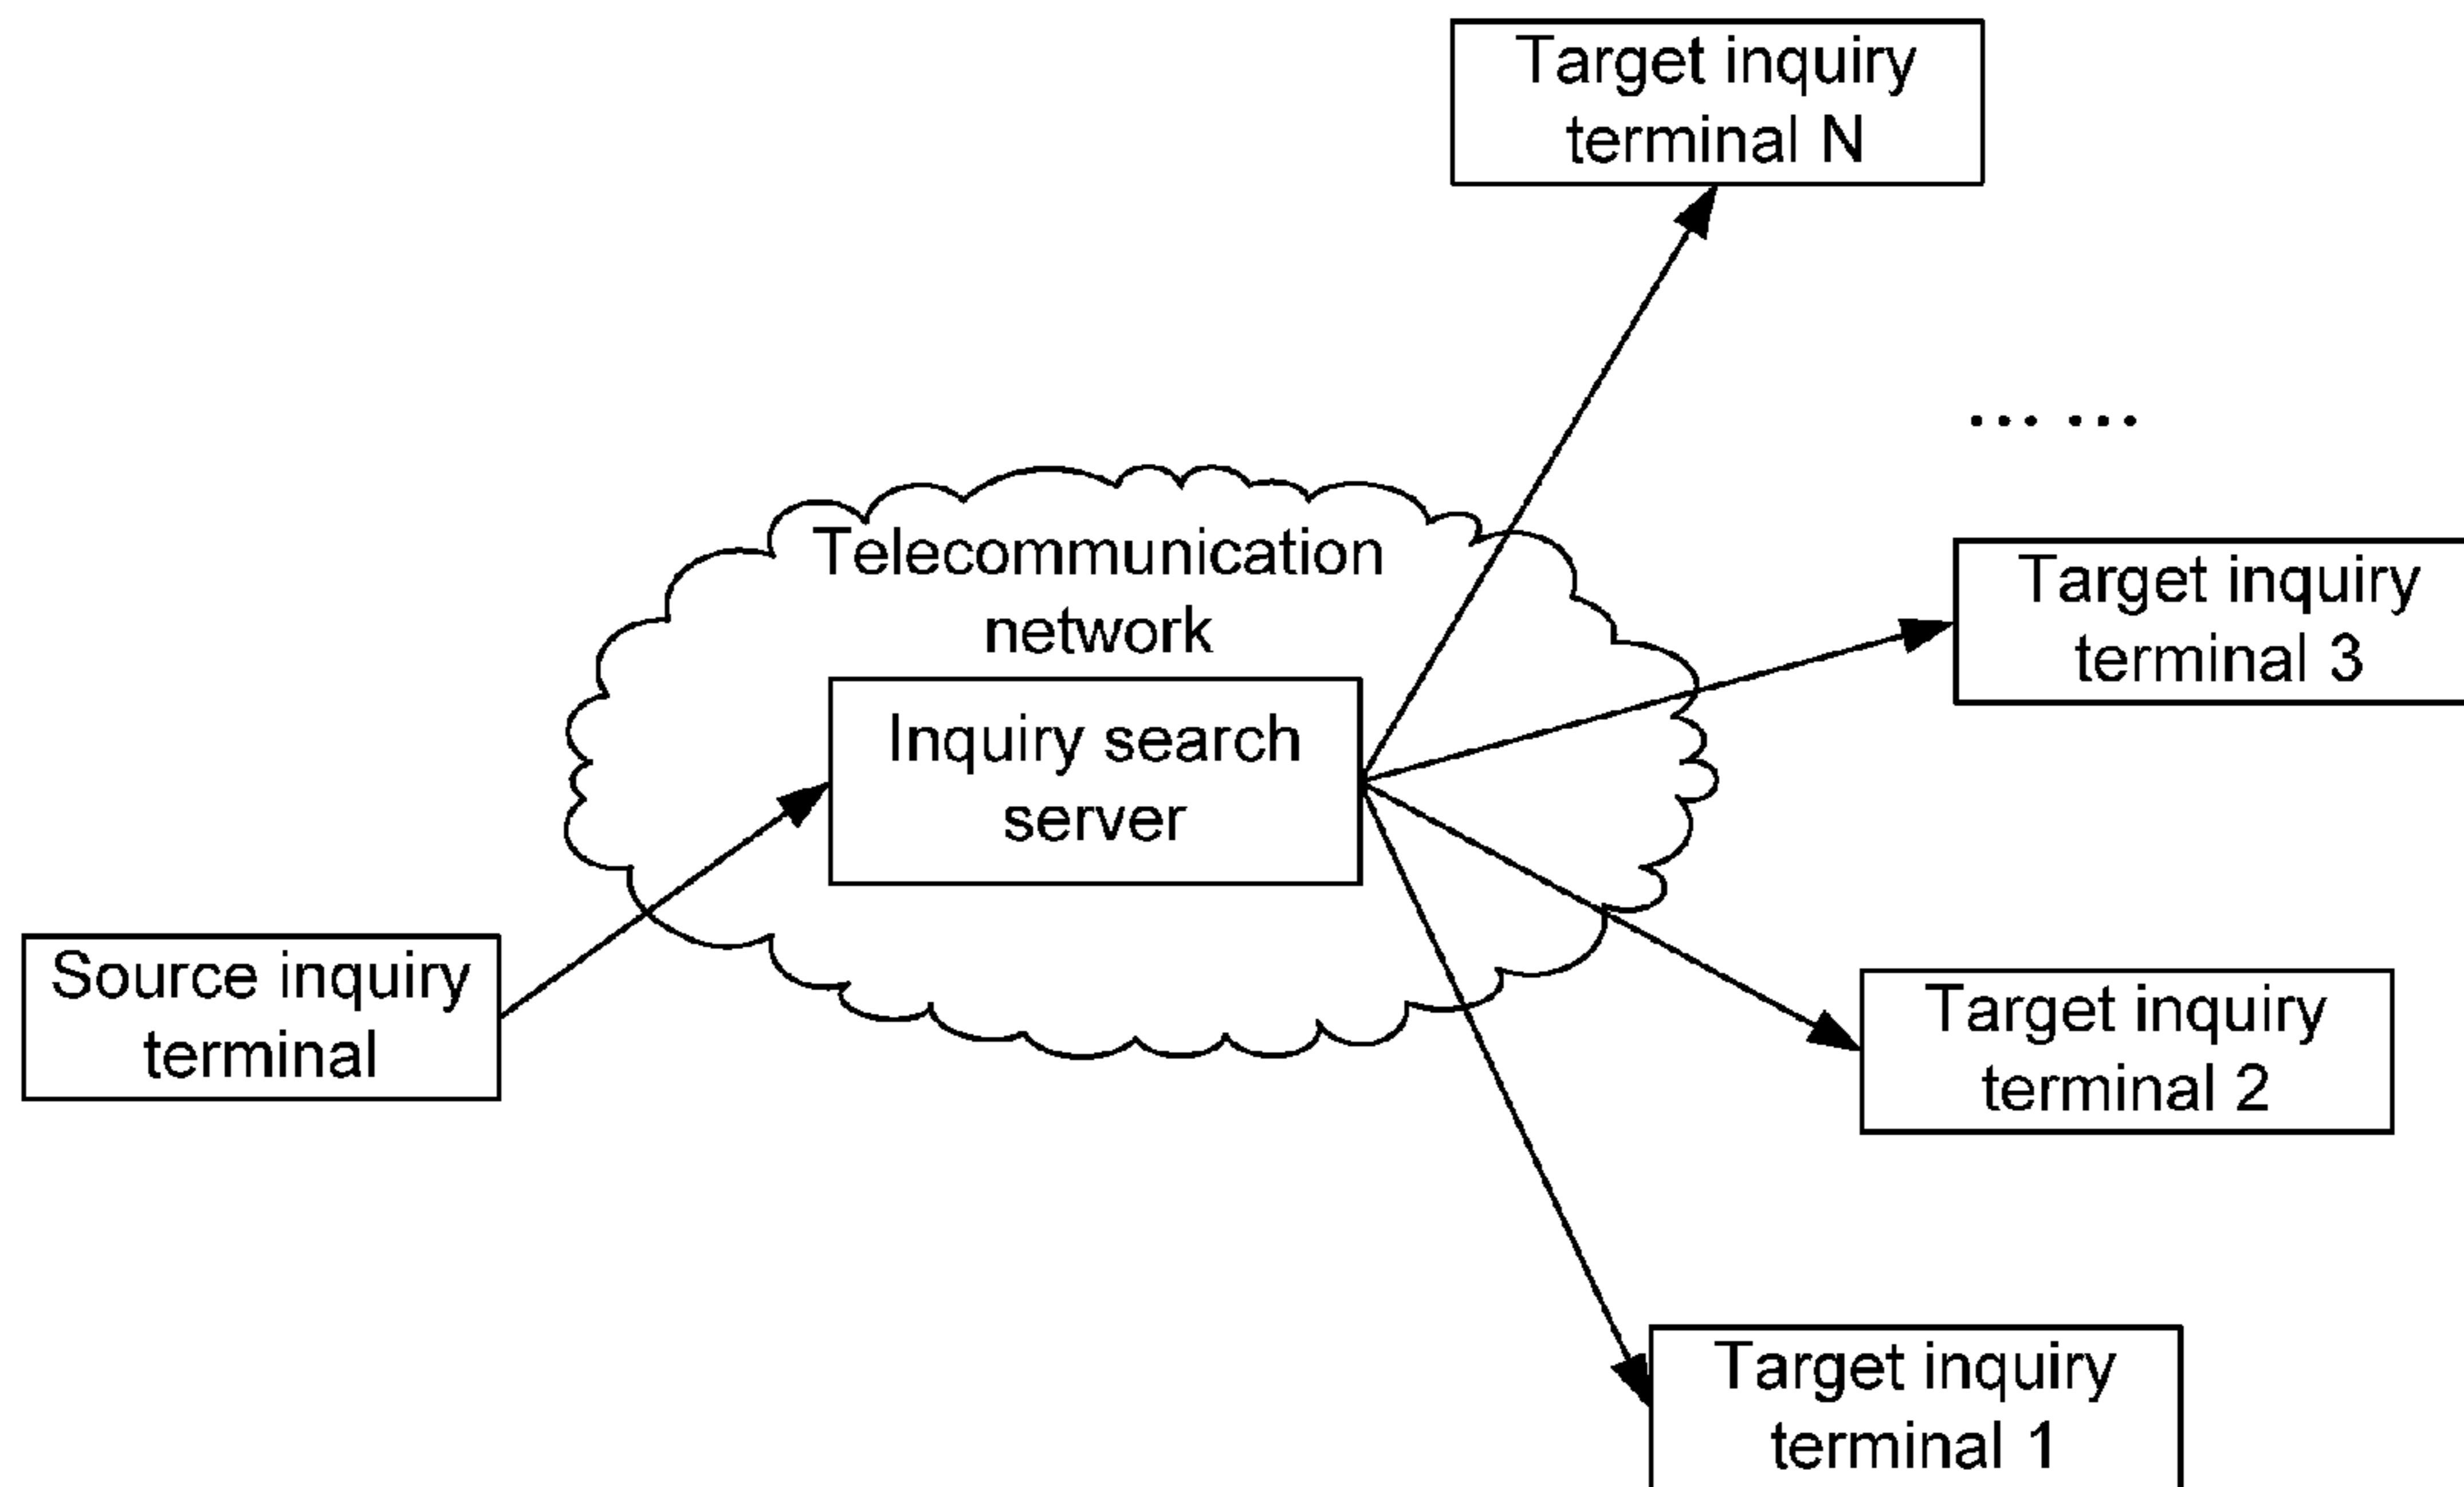 Target inquiry
terminal N
... ...
Telecommunication
network
Target inquiry
terminal 3
Inquiry search
server
Source inquiry
terminal
Target inquiry
terminal 2
Target inquiry
terminal 1